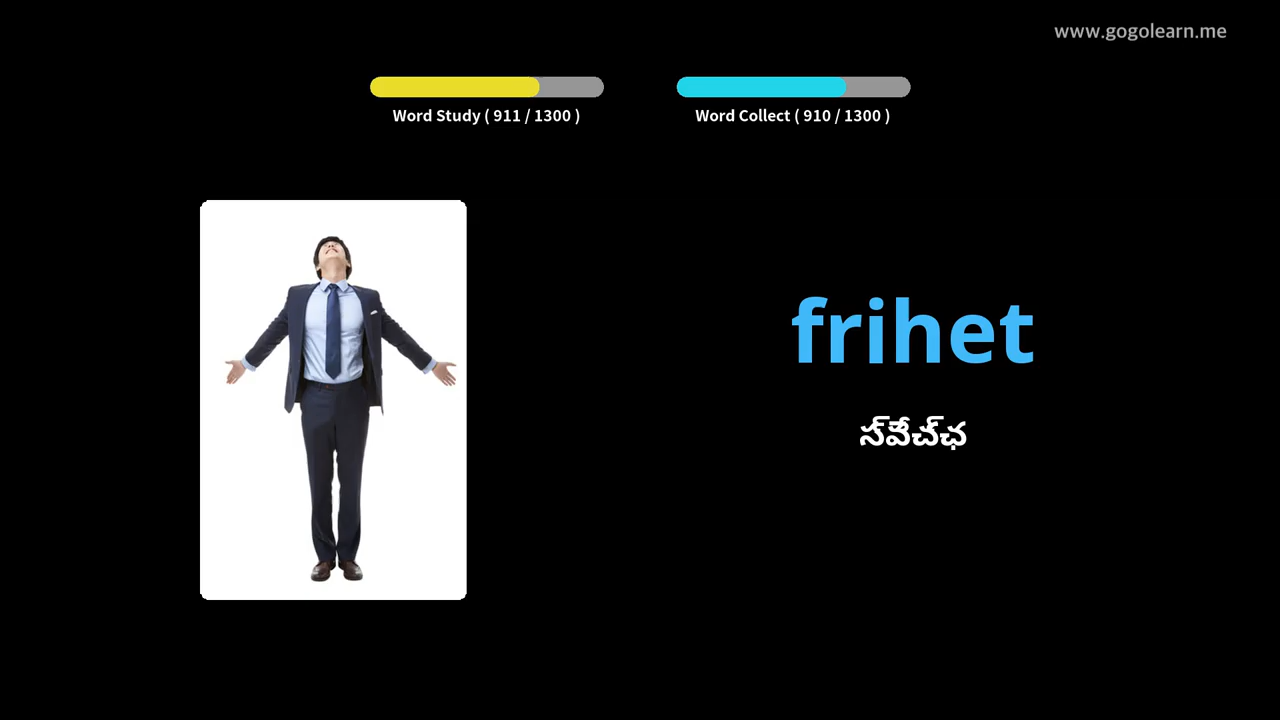 www.gogolearn.me
Word Study ( 911 / 1300 )
Word Collect ( 910 / 1300 )
frihet
స్వేచ్ఛ